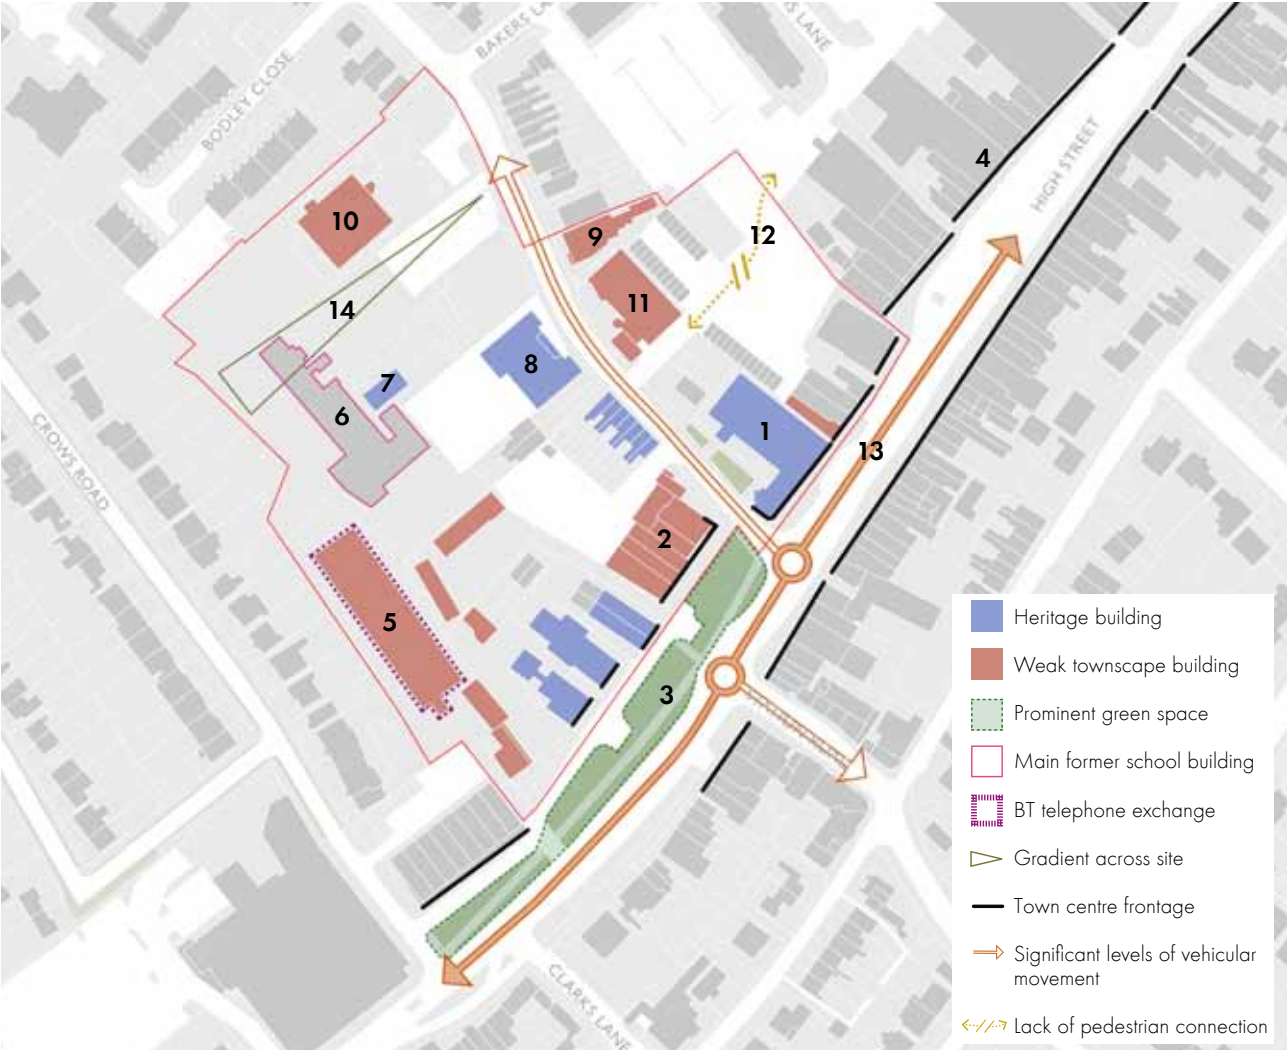 BODLEY CLOSE
BAKERS LA
S LANE
HIGH STREET
CROWS ROAD
CLARKS LANE
4
10
9
12
14
11
8
7
6
1
13
2
5
3
Heritage building
Weak townscape building
Prominent green space
Main former school building
BT telephone exchange
Gradient across site
Town centre frontage
Significant levels of vehicular
movement
Lack of pedestrian connection